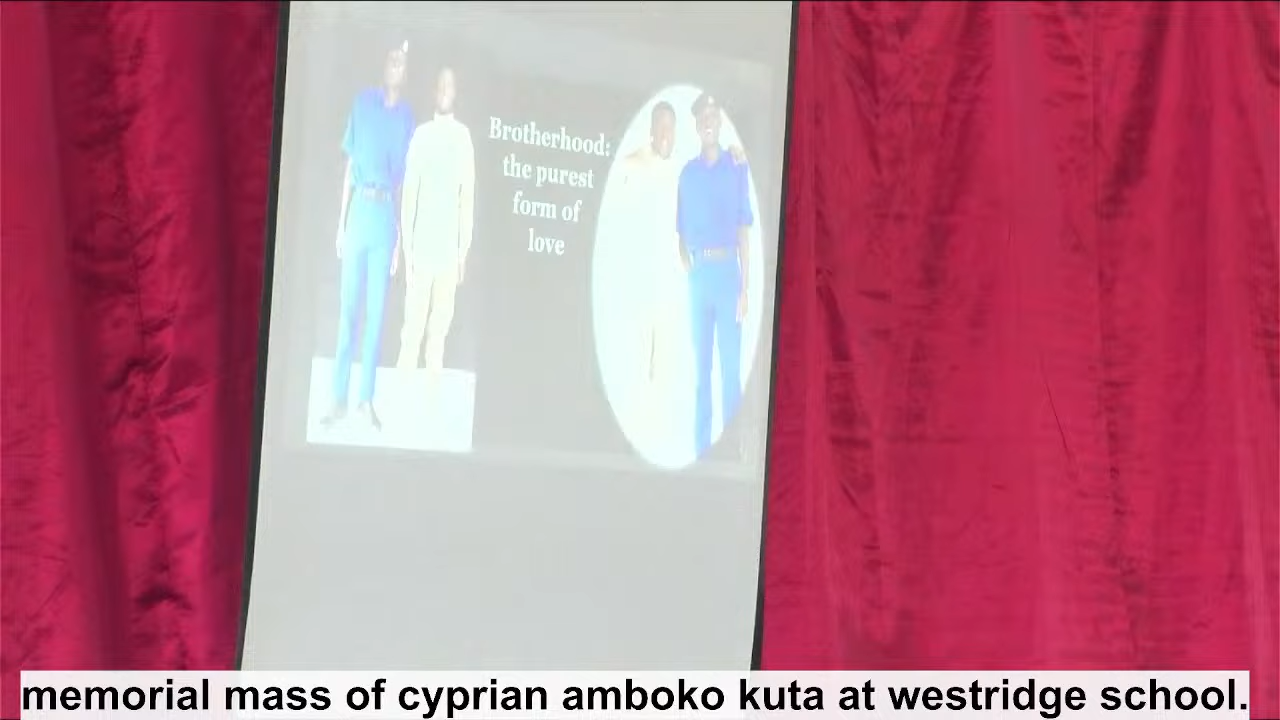 Brotherhood:
the purest
form of
love
memorial mass of cyprian amboko kuta at westridge school.